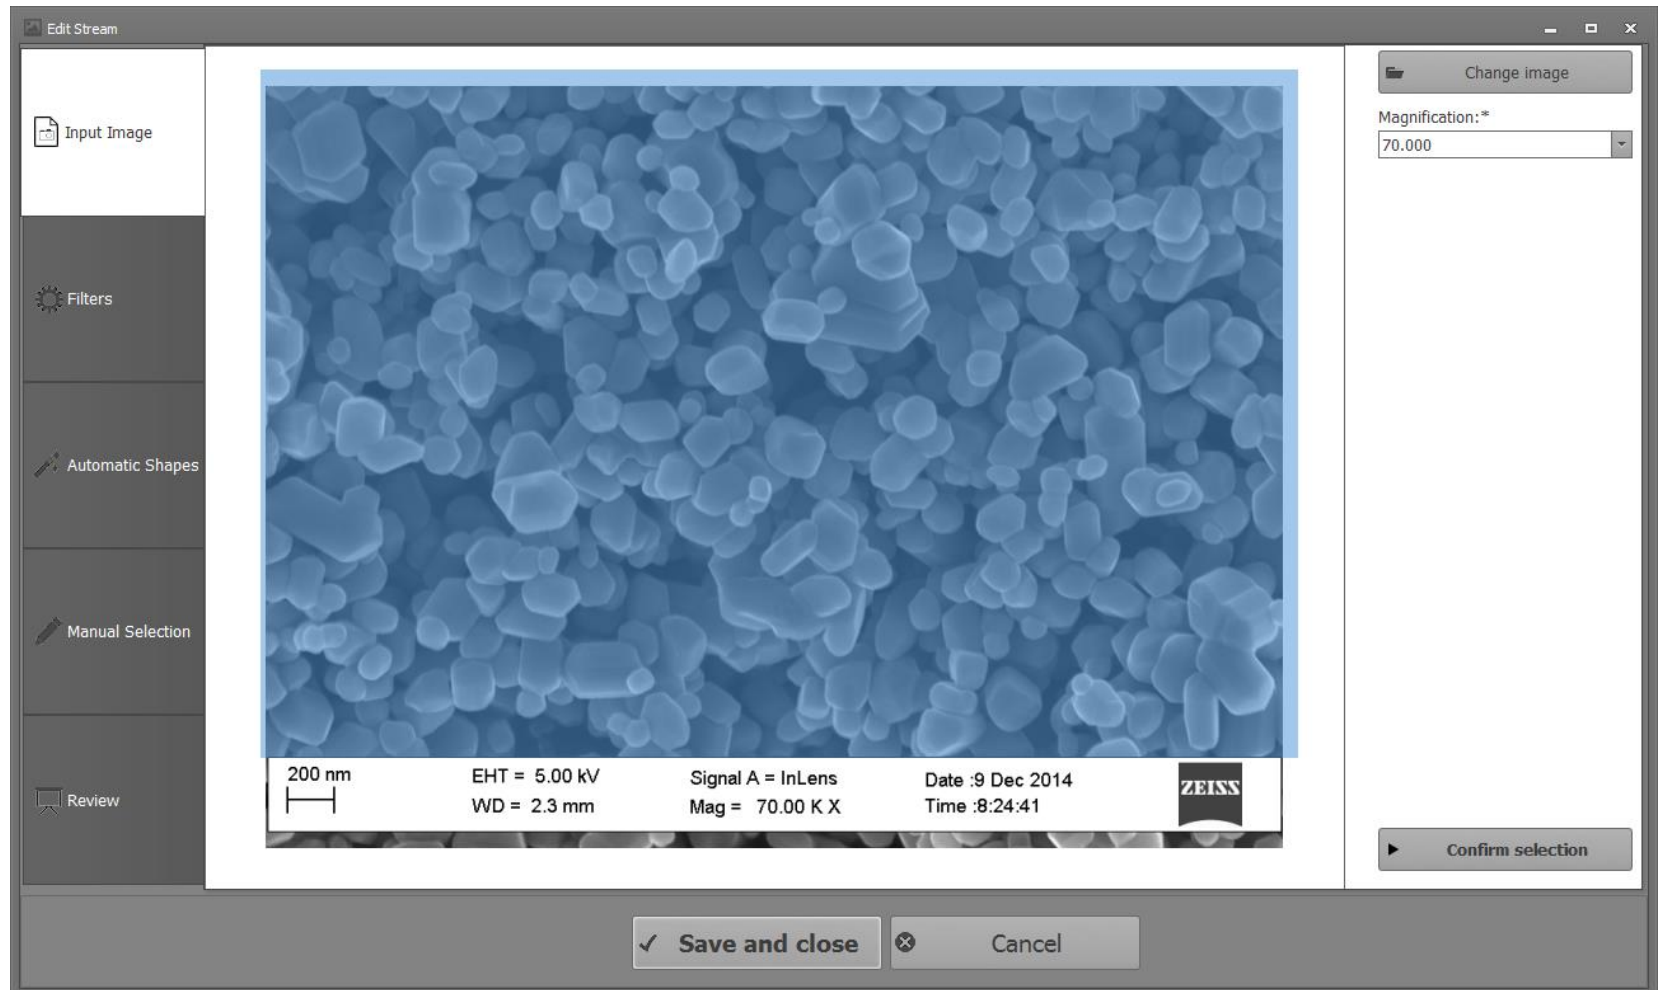 Edit Stream
Input Image
Filters
Automatic Shapes
Manual Selection
Review
200 nm
EHT = 5.00 kV
WD = 2.3 mm
Signal A = InLens
Mag = 70.00 K X
Date :9 Dec 2014
Time :8:24:41
ZEISS
Change image
Magnification:*
70.000
Confirm selection
Save and close
Cancel